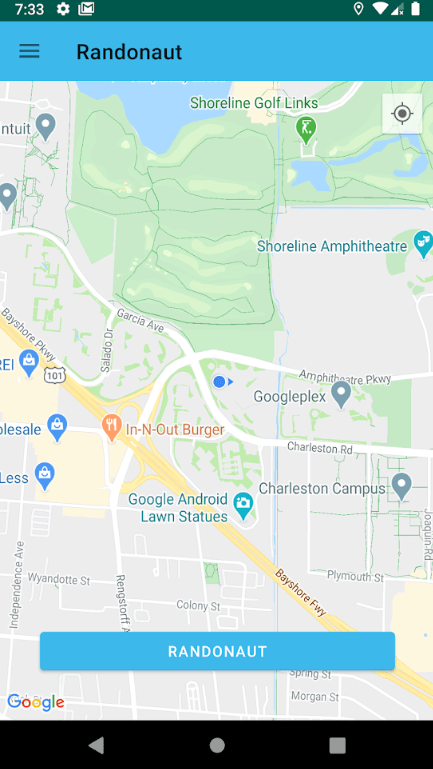 7:33
Randonaut
Shoreline Golf Links
ntuit
Shoreline Amphitheatre
Garcia Ave
Bayshore Pkwy
Salado Dr
REI
101
Amphitheatre Pkwy
Googleplex
olesale
In-N-Out Burger
Charleston Rd
Less
Charleston Campus
Google Android
Lawn Statues
Joaquin Rd
Independence Ave
Wyandotte St
Rengstorff A
Plymouth St
Bayshore Fwy
Colony St
RANDONAUT
Spring St
Morgan St
Google